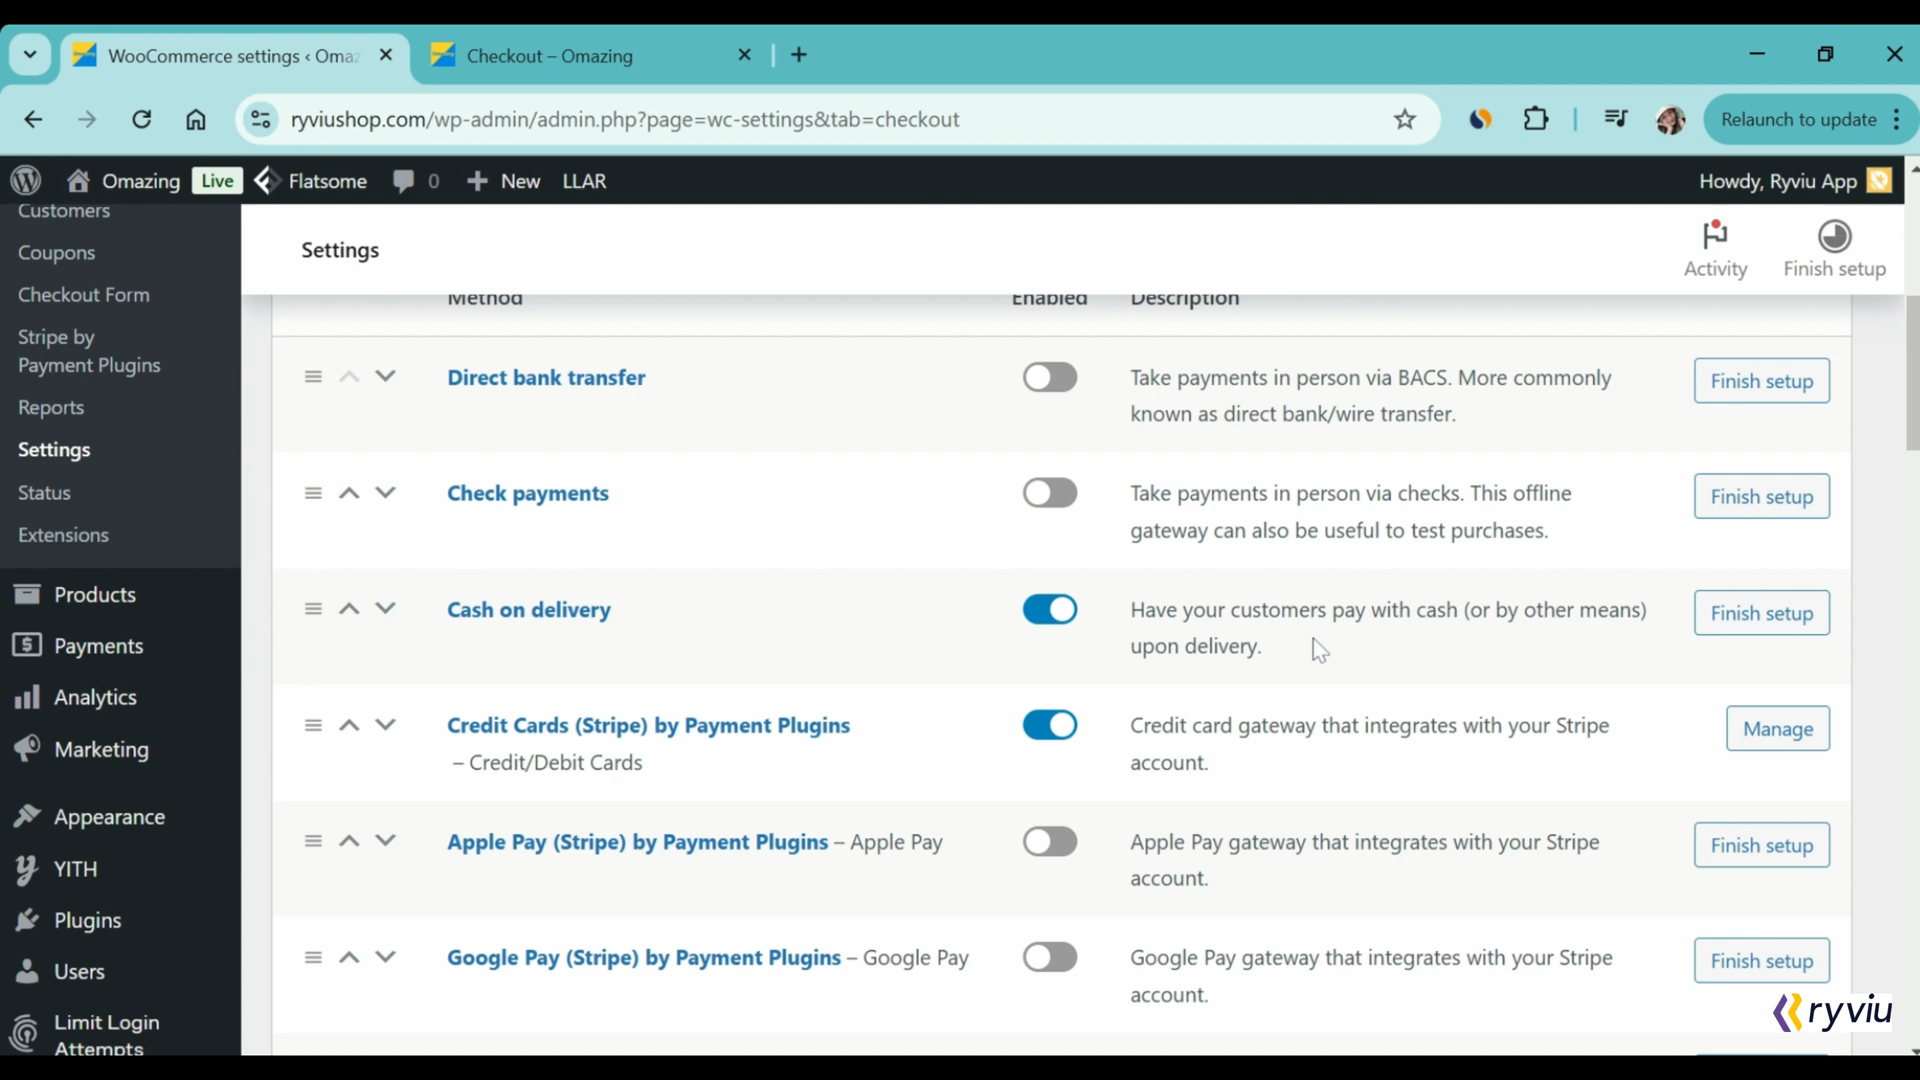 WooCommerce settings ‹ Omaz
Checkout – Omazing
ryviushop.com/wp-admin/admin.php?page=wc-settings&tab=checkout
Relaunch to update
Omazing
Live
Flatsome
0
New
LLAR
Howdy, Ryviu App
Customers
Coupons
Checkout Form
Stripe by
Payment Plugins
Reports
Settings
Status
Extensions
Products
Payments
Analytics
Marketing
Appearance
YITH
Plugins
Users
Limit Login
Attempts
Settings
Activity
Finish setup
Method
Enabled
Description
Direct bank transfer
Take payments in person via BACS. More commonly
known as direct bank/wire transfer.
Finish setup
Check payments
Take payments in person via checks. This offline
gateway can also be useful to test purchases.
Finish setup
Cash on delivery
Have your customers pay with cash (or by other means)
upon delivery.
Finish setup
Credit Cards (Stripe) by Payment Plugins
– Credit/Debit Cards
Credit card gateway that integrates with your Stripe
account.
Manage
Apple Pay (Stripe) by Payment Plugins – Apple Pay
Apple Pay gateway that integrates with your Stripe
account.
Finish setup
Google Pay (Stripe) by Payment Plugins – Google Pay
Google Pay gateway that integrates with your Stripe
account.
Finish setup
ryviu